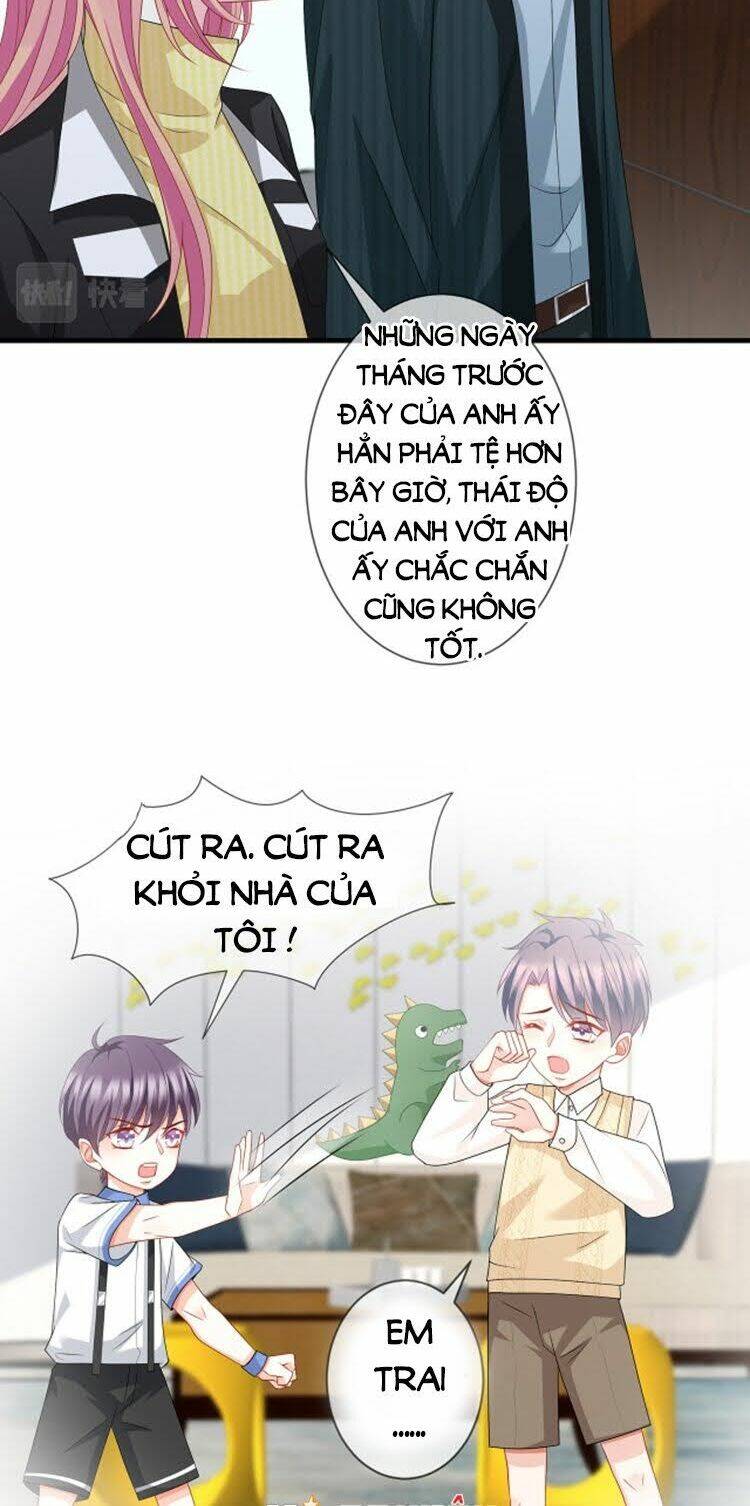 快看! 快看
NHỮNG NGÀY
THÁNG TRƯỚC
ĐÂY CỦA ANH ẤY
HẲN PHẢI TỆ HƠN
BÂY GIỜ, THÁI ĐỘ
CỦA ANH VỚI ANH
ẤY CHẮC CHẮN
CŨNG KHÔNG
TỐT.
CÚT RA. CÚT RA
KHỎI NHÀ CỦA
TÔI !
EM
TRAI
......